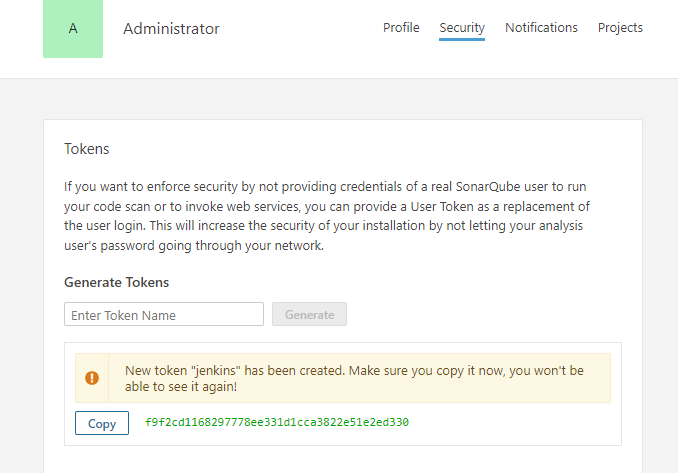 A
Administrator
Profile Security Notifications Projects
Tokens
If you want to enforce security by not providing credentials of a real SonarQube user to run
your code scan or to invoke web services, you can provide a User Token as a replacement of
the user login. This will increase the security of your installation by not letting your analysis
user's password going through your network.
Generate Tokens
Enter Token Name Generate
New token "jenkins" has been created. Make sure you copy it now, you won't be
able to see it again!
Copy f9f2cd1168297778ee331d1cca3822e51e2ed330